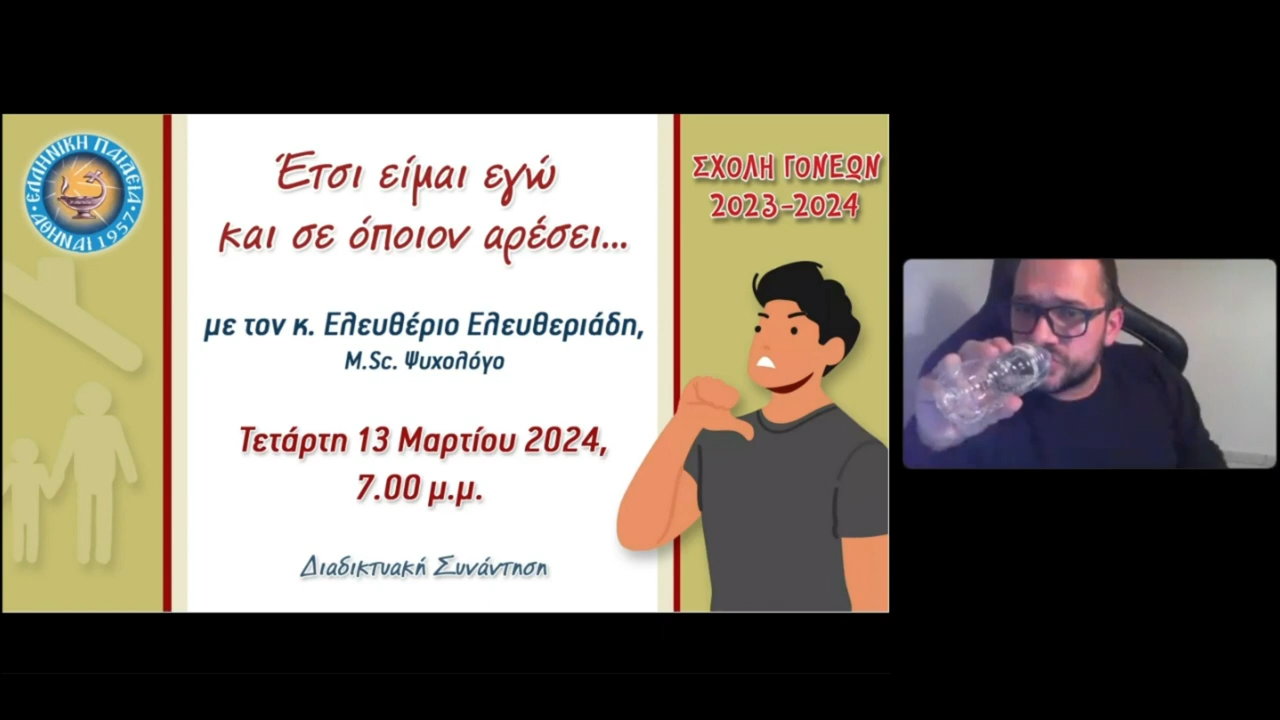 ΕΛΛΗΝΙΚΗ ΠΑΙΔΕΙΑ
ΑΘΗΝΑΙ 1957
Έτσι είμαι εγώ
και σε όποιον αρέσει...
με τον κ. Ελευθέριο Ελευθεριάδη,
M.Sc. Ψυχολόγο
Τετάρτη 13 Μαρτίου 2024,
7.00 μ.μ.
Διαδικτυακή Συνάντηση
ΣΧΟΛΗ ΓΟΝΕΩΝ
2023-2024